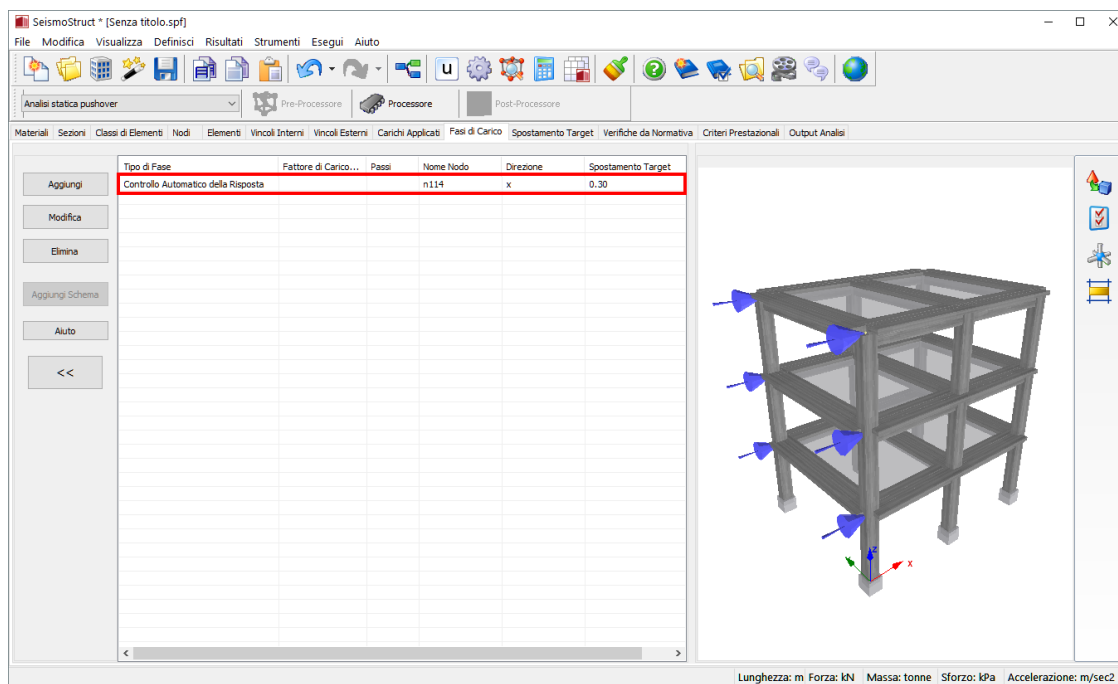 SeismoStruct * [Senza titolo.spf]
File Modifica Visualizza Definisci Risultati Strumenti Esegui Aiuto
u
Analisi statica pushover Pre-Processore Processore Post-Processore
Materiali Sezioni Classi di Elementi Nodi Elementi Vincoli Interni Vincoli Esterni Carichi Applicati Fasi di Carico Spostamento Target Verifiche da Normativa Criteri Prestazionali Output Analisi
Tipo di Fase Fattore di Carico... Passi Nome Nodo Direzione Spostamento Target
Controllo Automatico della Risposta n114 x 0.30
Aggiungi
Modifica
Elimina
Aggiungi Schema
Aiuto
<<
z
x
Lunghezza: m Forza: kN Massa: tonne Sforzo: kPa Accelerazione: m/sec2